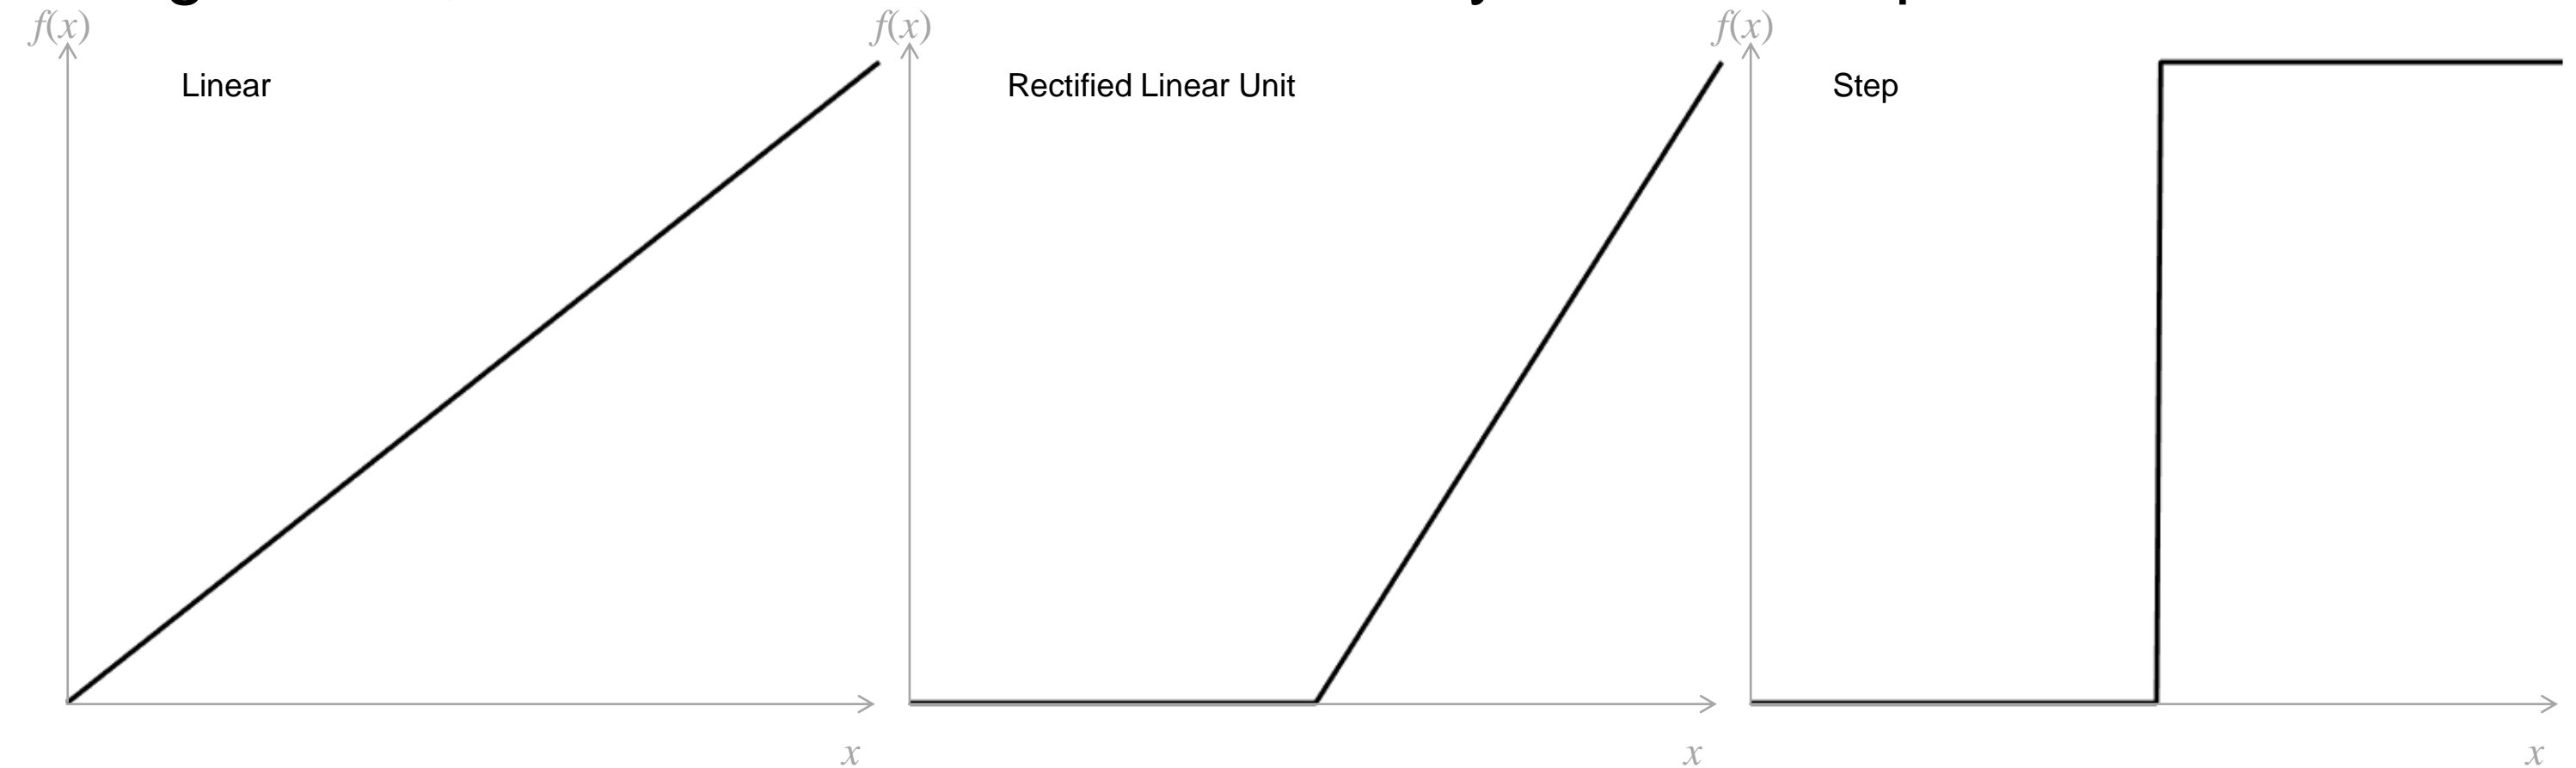 f(x)
Linear
x
f(x)
Rectified Linear Unit
x
f(x)
Step
x